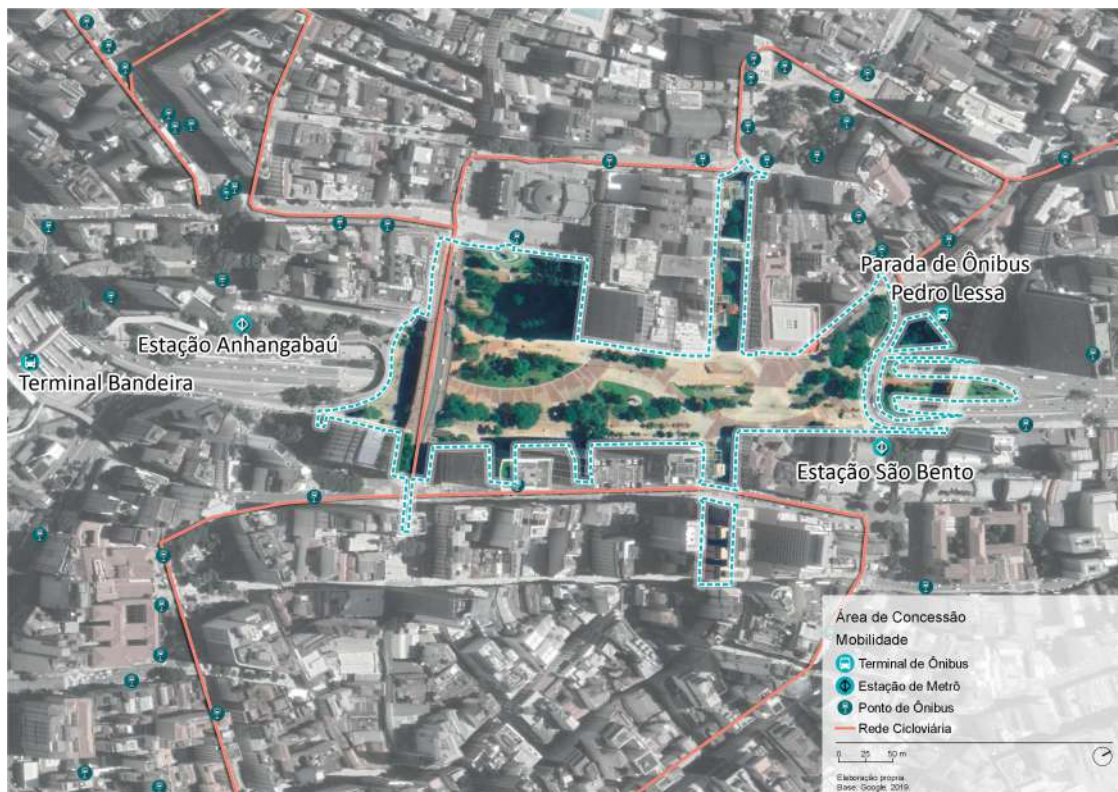 Parada de Ônibus
Pedro Lessa
Estação Anhangabaú
Terminal Bandeira
Estação São Bento
Área de Concessão
Mobilidade
Terminal de Ônibus
Estação de Metrô
Ponto de Ônibus
Rede Cicloviária
0 25 50 m
Elaboração própria.
Base: Google, 2019.